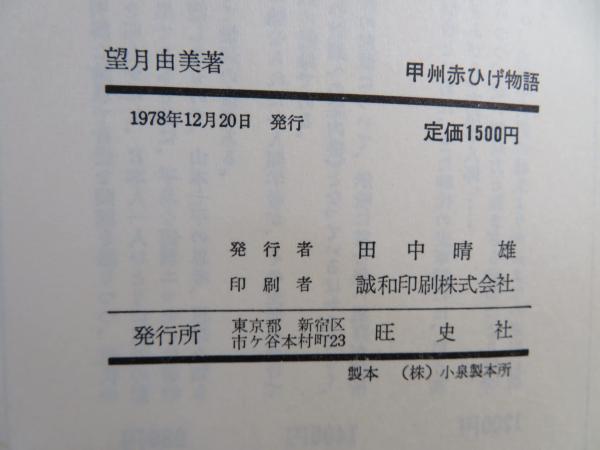 望月由美著
甲州赤ひげ物語
1978年12月20日 発行
定価1500円
発行者 田中晴雄
印刷者 誠和印刷株式会社
発行所 東京都 新宿区 旺史社
市ケ谷本村町23
製本 (株) 小泉製本所